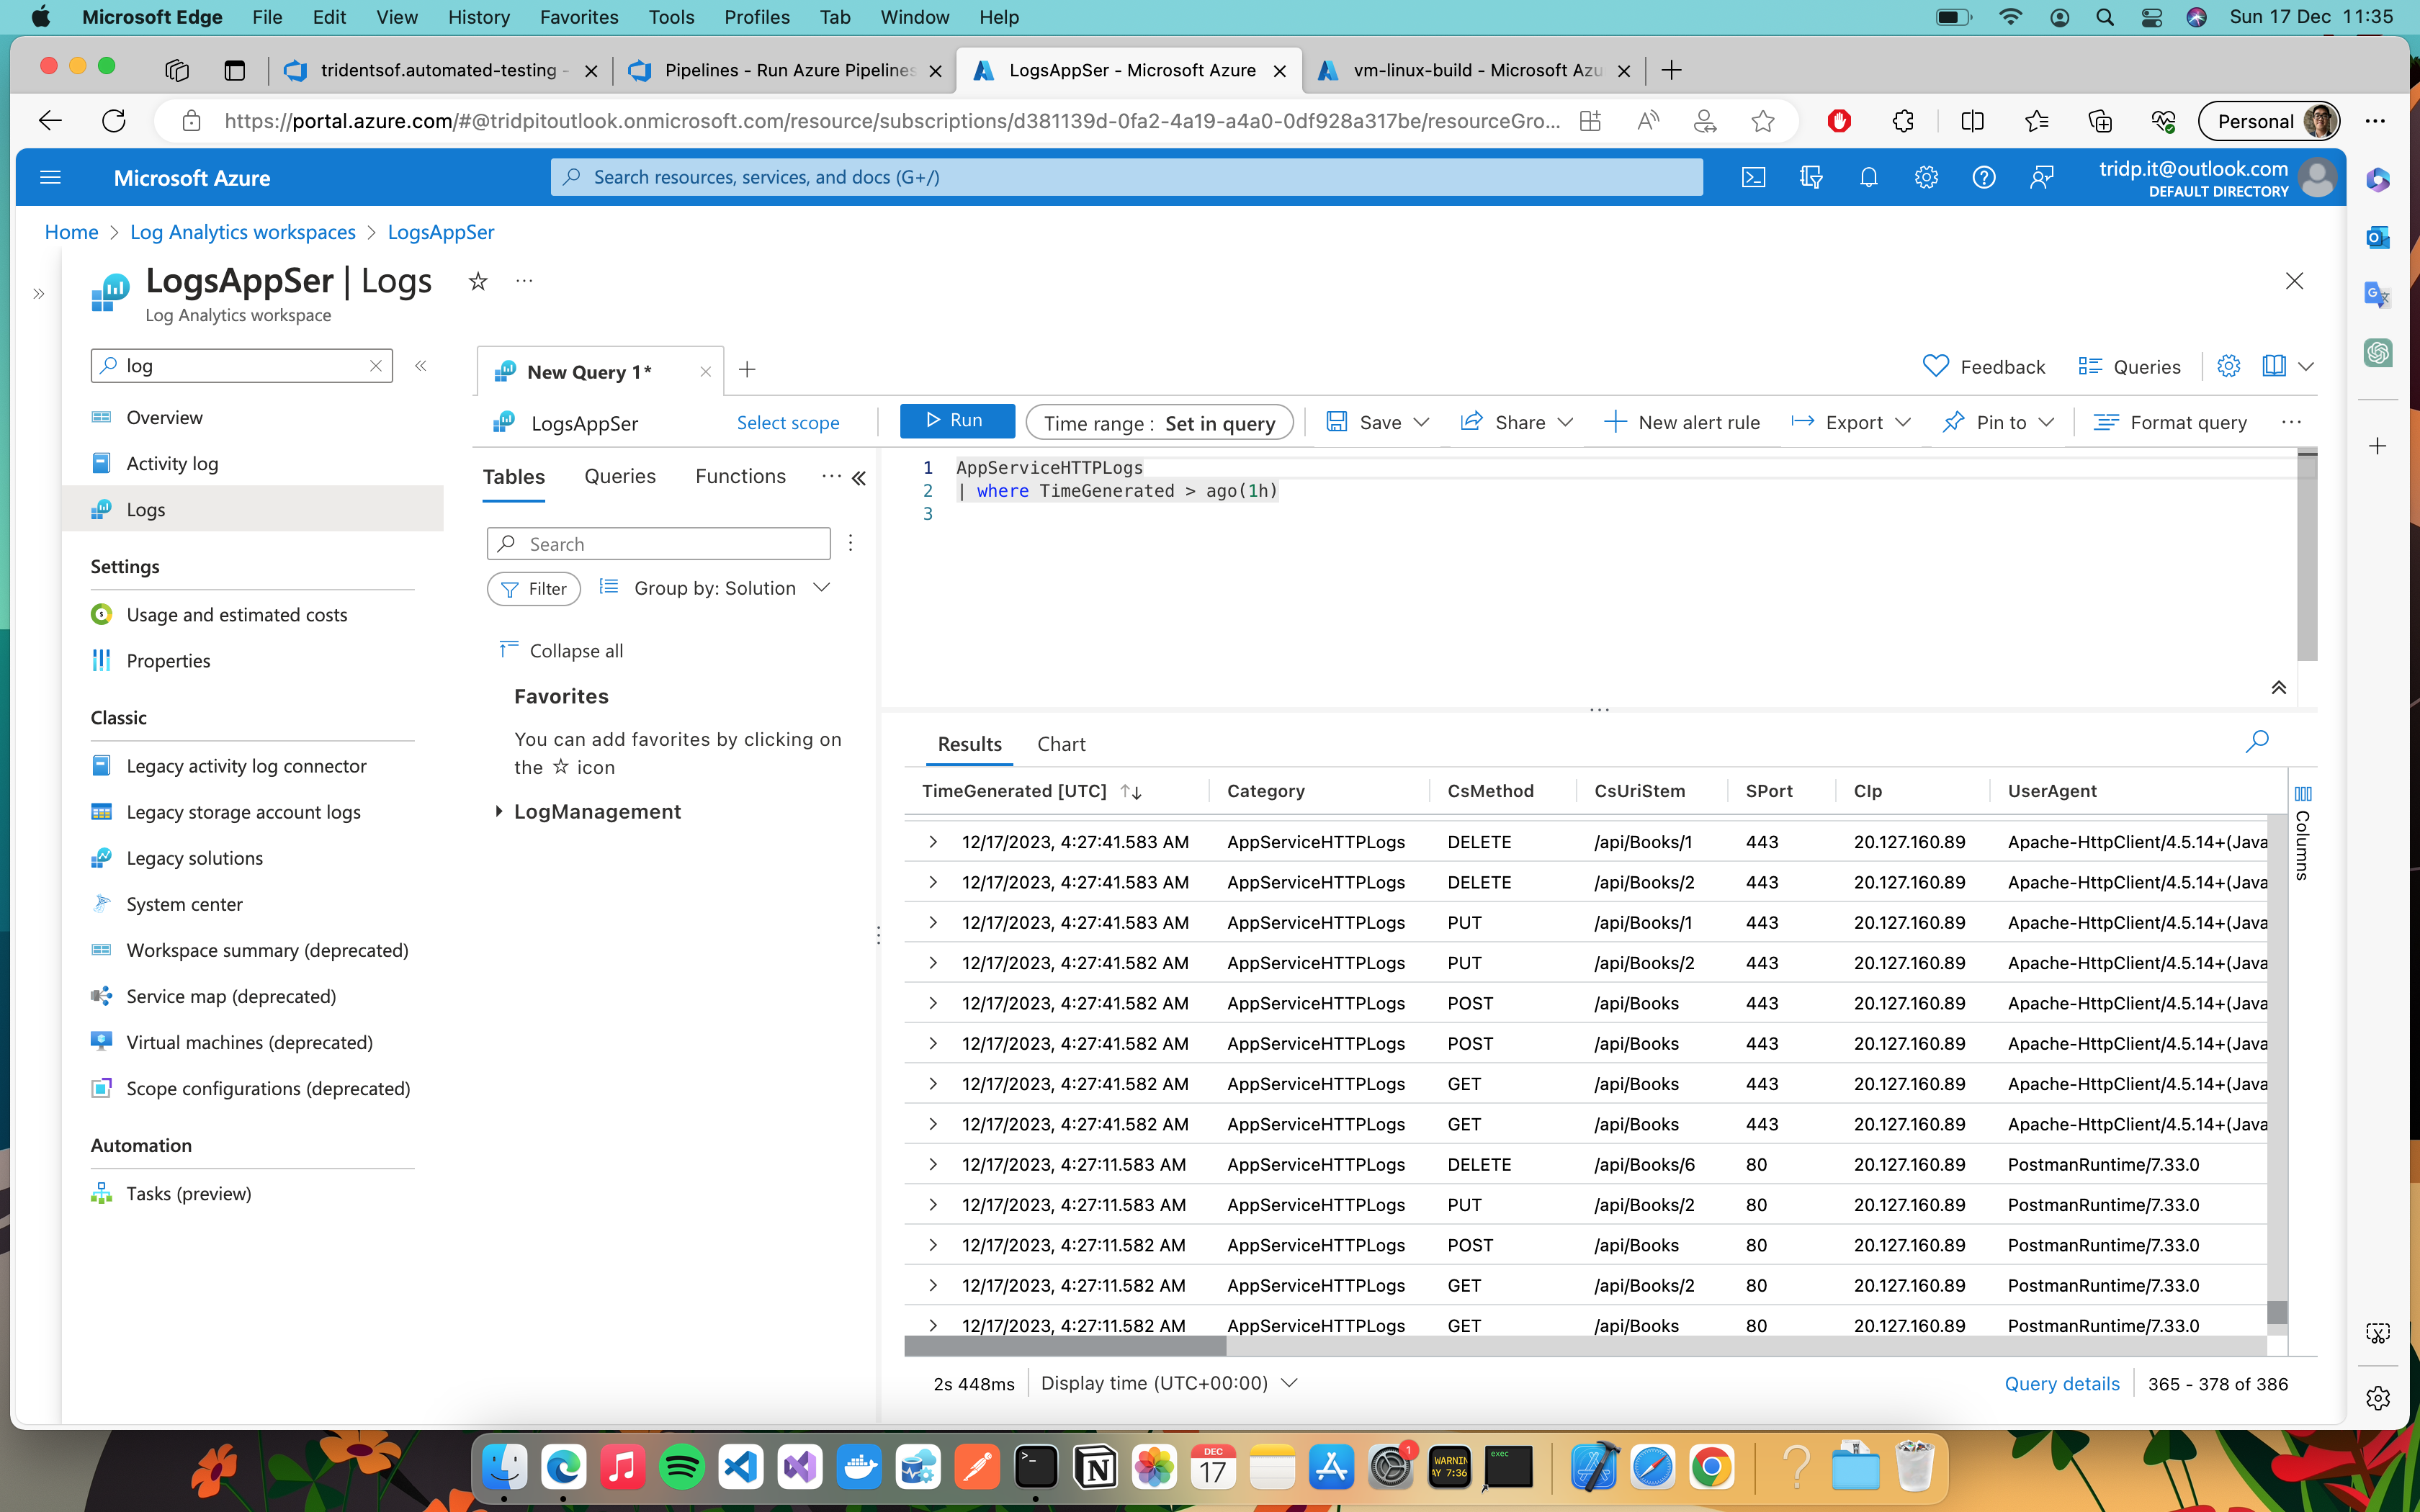 Microsoft Edge File Edit View History Favorites Tools Profiles Tab Window Help Sun 17 Dec 11:35
tridentsof.automated-testing - Pipelines - Run Azure Pipelines LogsAppSer - Microsoft Azure vm-linux-build - Microsoft Azu
https://portal.azure.com/#@tridpitoutlook.onmicrosoft.com/resource/subscriptions/d381139d-0fa2-4a19-a4a0-0df928a317be/resourceGro... Personal
Microsoft Azure Search resources, services, and docs (G+/) tridp.it@outlook.com
DEFAULT DIRECTORY
Home > Log Analytics workspaces > LogsAppSer
LogsAppSer | Logs
Log Analytics workspace
log
Overview
Activity log
Logs
Settings
Usage and estimated costs
Properties
Classic
Legacy activity log connector
Legacy storage account logs
Legacy solutions
System center
Workspace summary (deprecated)
Service map (deprecated)
Virtual machines (deprecated)
Scope configurations (deprecated)
Automation
Tasks (preview)
New Query 1*
Feedback Queries
LogsAppSer Select scope Run Time range : Set in query Save Share New alert rule Export Pin to Format query
Tables Queries Functions
Search
Filter Group by: Solution
Collapse all
Favorites
You can add favorites by clicking on
the ☆ icon
LogManagement
1 AppServiceHTTPLogs
2 | where TimeGenerated > ago(1h)
3
Results Chart
TimeGenerated [UTC] Category CsMethod CsUriStem SPort CIp UserAgent
12/17/2023, 4:27:41.583 AM AppServiceHTTPLogs DELETE /api/Books/1 443 20.127.160.89 Apache-HttpClient/4.5.14+(Java
12/17/2023, 4:27:41.583 AM AppServiceHTTPLogs DELETE /api/Books/2 443 20.127.160.89 Apache-HttpClient/4.5.14+(Java
12/17/2023, 4:27:41.583 AM AppServiceHTTPLogs PUT /api/Books/1 443 20.127.160.89 Apache-HttpClient/4.5.14+(Java
12/17/2023, 4:27:41.582 AM AppServiceHTTPLogs PUT /api/Books/2 443 20.127.160.89 Apache-HttpClient/4.5.14+(Java
12/17/2023, 4:27:41.582 AM AppServiceHTTPLogs POST /api/Books 443 20.127.160.89 Apache-HttpClient/4.5.14+(Java
12/17/2023, 4:27:41.582 AM AppServiceHTTPLogs POST /api/Books 443 20.127.160.89 Apache-HttpClient/4.5.14+(Java
12/17/2023, 4:27:41.582 AM AppServiceHTTPLogs GET /api/Books 443 20.127.160.89 Apache-HttpClient/4.5.14+(Java
12/17/2023, 4:27:41.582 AM AppServiceHTTPLogs GET /api/Books 443 20.127.160.89 Apache-HttpClient/4.5.14+(Java
12/17/2023, 4:27:11.583 AM AppServiceHTTPLogs DELETE /api/Books/6 80 20.127.160.89 PostmanRuntime/7.33.0
12/17/2023, 4:27:11.583 AM AppServiceHTTPLogs PUT /api/Books/2 80 20.127.160.89 PostmanRuntime/7.33.0
12/17/2023, 4:27:11.582 AM AppServiceHTTPLogs POST /api/Books 80 20.127.160.89 PostmanRuntime/7.33.0
12/17/2023, 4:27:11.582 AM AppServiceHTTPLogs GET /api/Books/2 80 20.127.160.89 PostmanRuntime/7.33.0
12/17/2023, 4:27:11.582 AM AppServiceHTTPLogs GET /api/Books 80 20.127.160.89 PostmanRuntime/7.33.0
Columns
2s 448ms Display time (UTC+00:00) Query details 365 - 378 of 386
DEC
17
1
WARNIN
AY 7:36
exec